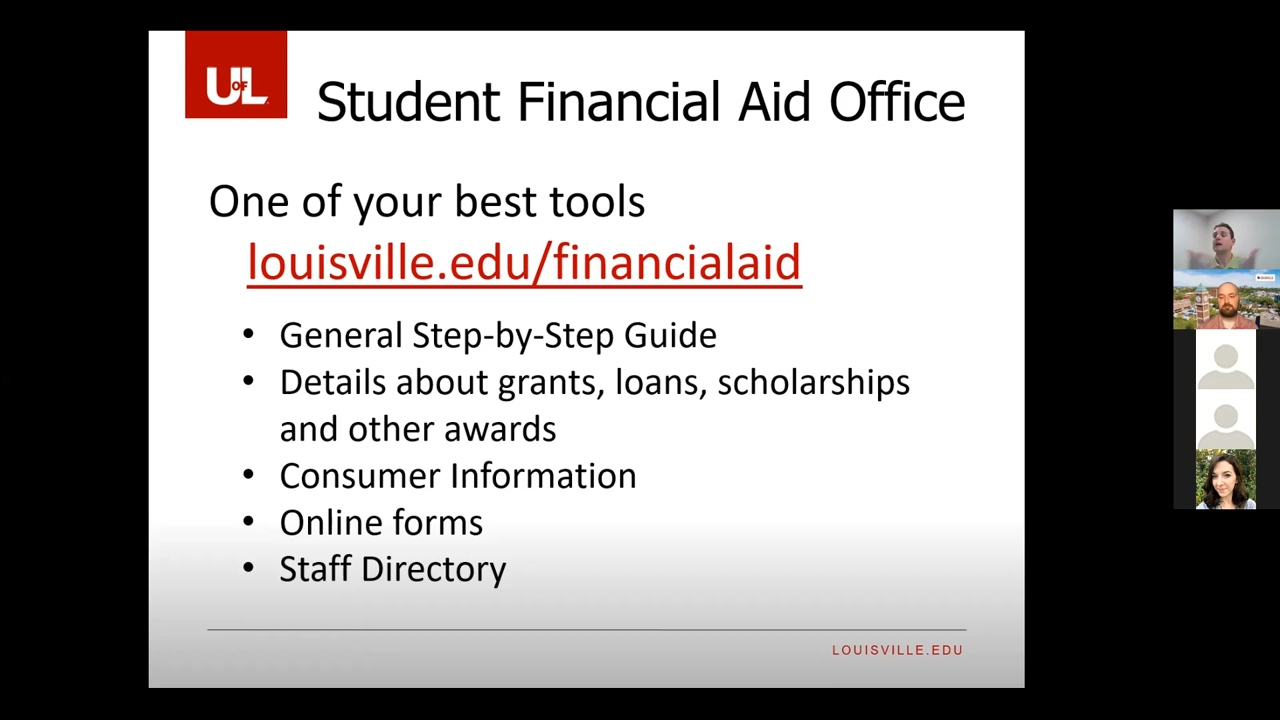 UofL
Student Financial Aid Office
One of your best tools
louisville.edu/financialaid
• General Step-by-Step Guide
• Details about grants, loans, scholarships
and other awards
• Consumer Information
• Online forms
• Staff Directory
LOUISVILLE.EDU